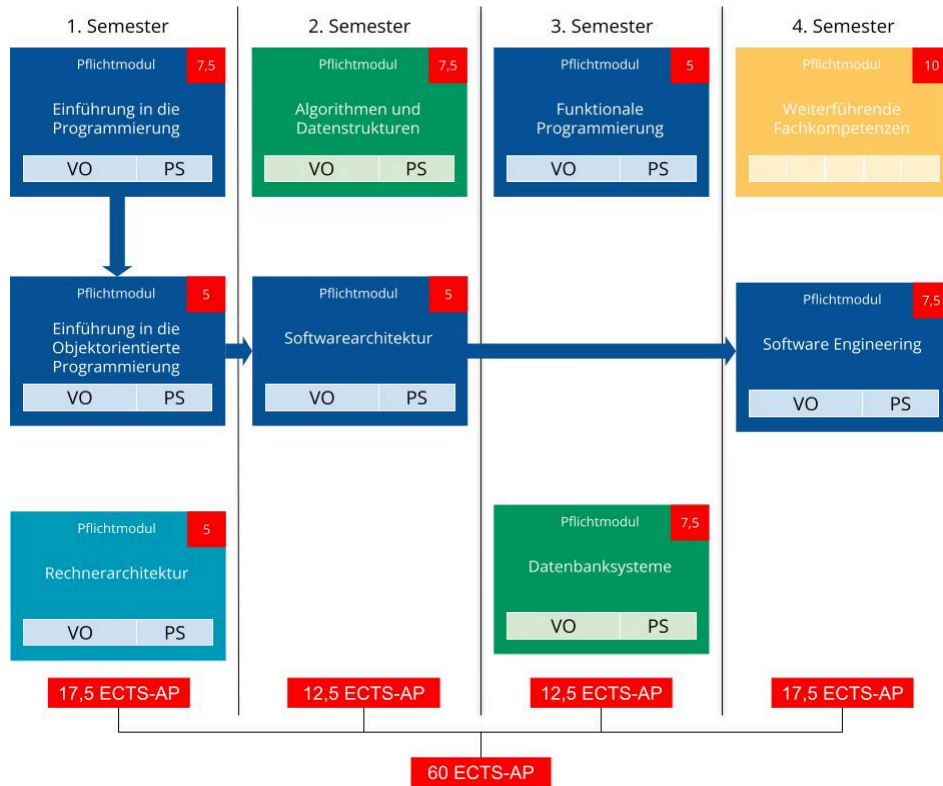 1. Semester
2. Semester
3. Semester
4. Semester
Pflichtmodul
7,5
Einführung in die
Programmierung
VO
PS
Pflichtmodul
7,5
Algorithmen und
Datenstrukturen
VO
PS
Pflichtmodul
5
Funktionale
Programmierung
VO
PS
Pflichtmodul
10
Weiterführende
Fachkompetenzen
Pflichtmodul
5
Einführung in die
Objektorientierte
Programmierung
VO
PS
Pflichtmodul
5
Softwarearchitektur
VO
PS
Pflichtmodul
7,5
Software Engineering
VO
PS
Pflichtmodul
5
Rechnerarchitektur
VO
PS
Pflichtmodul
7,5
Datenbanksysteme
VO
PS
17,5 ECTS-AP
12,5 ECTS-AP
12,5 ECTS-AP
17,5 ECTS-AP
60 ECTS-AP